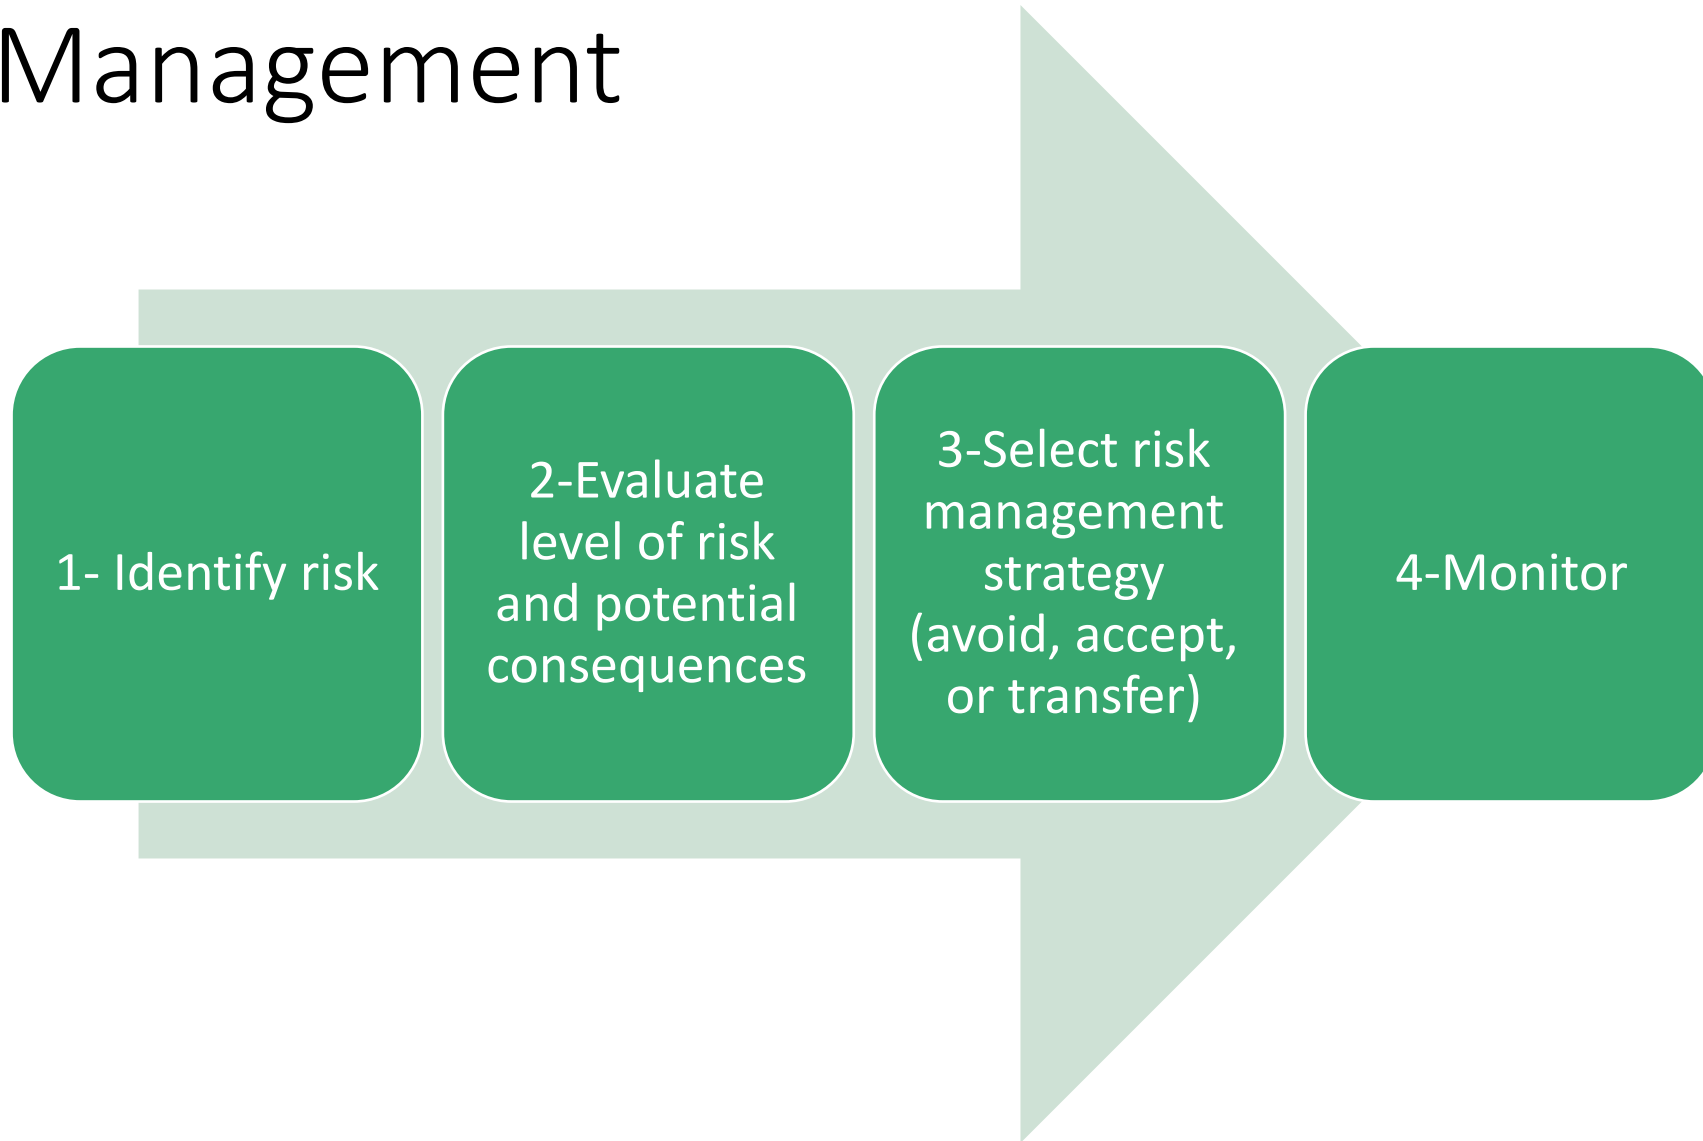 Management
1- Identify risk
2-Evaluate
level of risk
and potential
consequences
3-Select risk
management
strategy
(avoid, accept,
or transfer)
4-Monitor